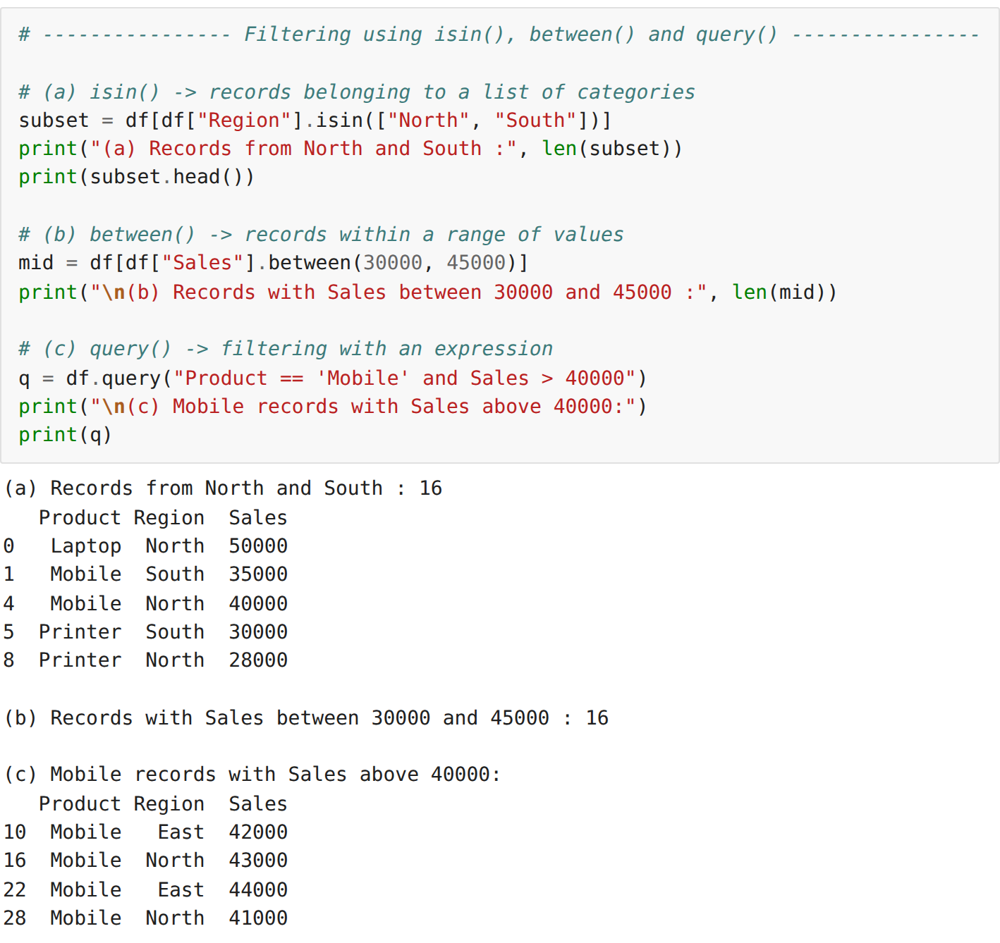 # ---------------- Filtering using isin(), between() and query() ----------------

# (a) isin() -> records belonging to a list of categories
subset = df[df["Region"].isin(["North", "South"])]
print("(a) Records from North and South :", len(subset))
print(subset.head())

# (b) between() -> records within a range of values
mid = df[df["Sales"].between(30000, 45000)]
print("\n(b) Records with Sales between 30000 and 45000 :", len(mid))

# (c) query() -> filtering with an expression
q = df.query("Product == 'Mobile' and Sales > 40000")
print("\n(c) Mobile records with Sales above 40000:")
print(q)

(a) Records from North and South : 16
   Product Region  Sales
0   Laptop  North  50000
1   Mobile  South  35000
4   Mobile  North  40000
5  Printer  South  30000
8  Printer  North  28000

(b) Records with Sales between 30000 and 45000 : 16

(c) Mobile records with Sales above 40000:
   Product Region  Sales
10  Mobile   East  42000
16  Mobile  North  43000
22  Mobile   East  44000
28  Mobile  North  41000